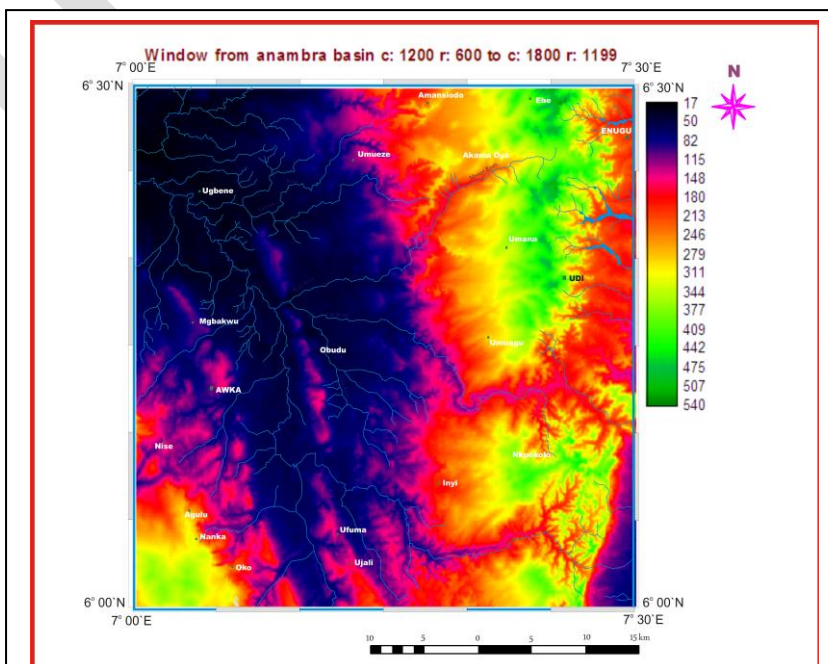 Window from anambra basin c: 1200 r: 600 to c: 1800 r: 1199
7° 00`E
7° 30`E
6° 30`N
6° 30`N
N
Amansiodo
Ebe
ENUGU
Umueze
Akama Oye
Ugbene
Umana
UDI
Mgbakwu
Obudu
Umuagu
AWKA
Nise
Inyi
Agulu
Nanka
Ufuma
Oko
Ujali
17
50
82
115
148
180
213
246
279
311
344
377
409
442
475
507
540
6° 00`N
6° 00`N
7° 00`E
7° 30`E
10 5 0 5 10 15 km